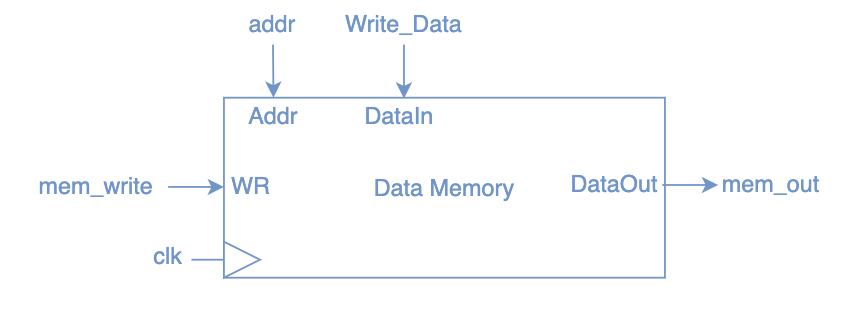 addr
Write_Data
Addr
DataIn
mem_write
WR
Data Memory
DataOut
mem_out
clk